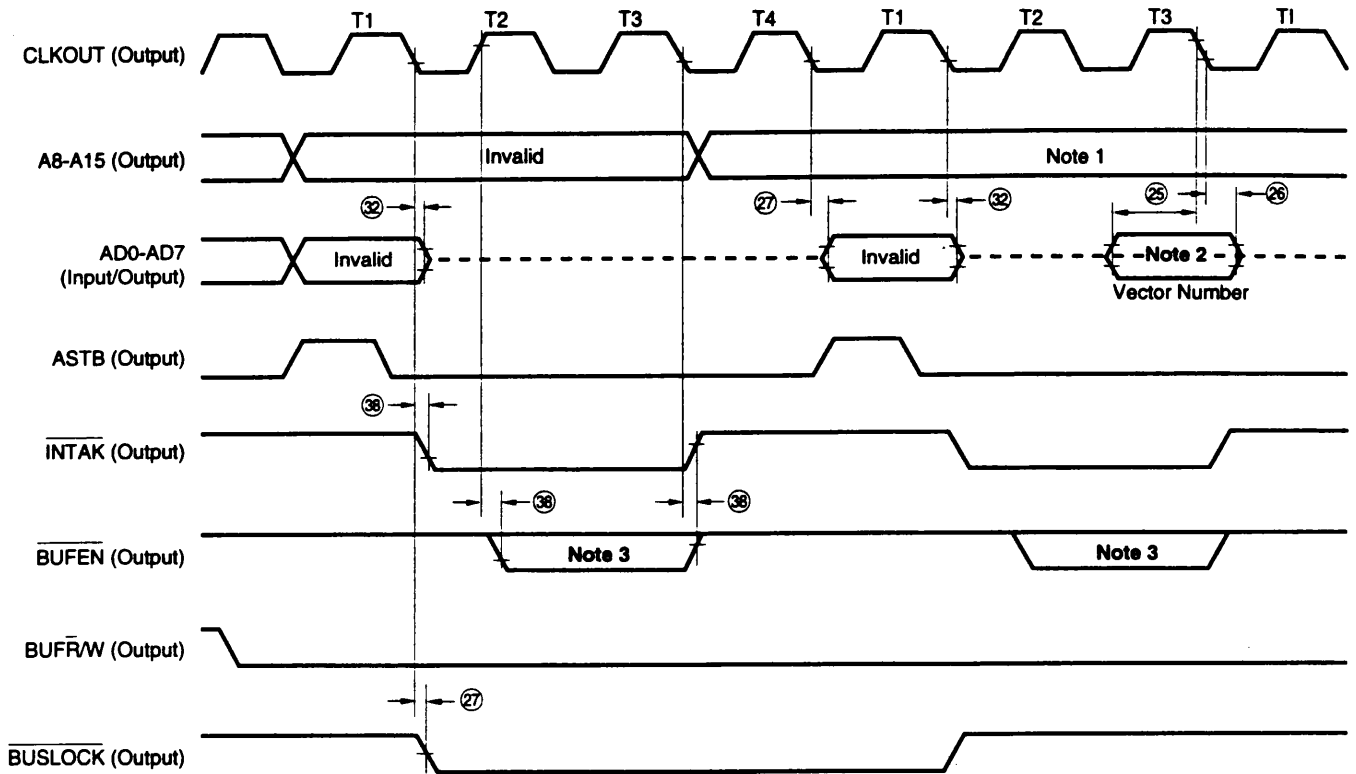 T1 T2 T3 T4 T1 T2 T3 TI
CLKOUT (Output)
A8-A15 (Output) Invalid Note 1
32 27 32 25 26
AD0-AD7
(Input/Output)
Invalid Invalid Note 2
Vector Number
ASTB (Output)
38
INTAK (Output)
38 38
BUFEN (Output) Note 3 Note 3
BUFR/W (Output)
27
BUSLOCK (Output)